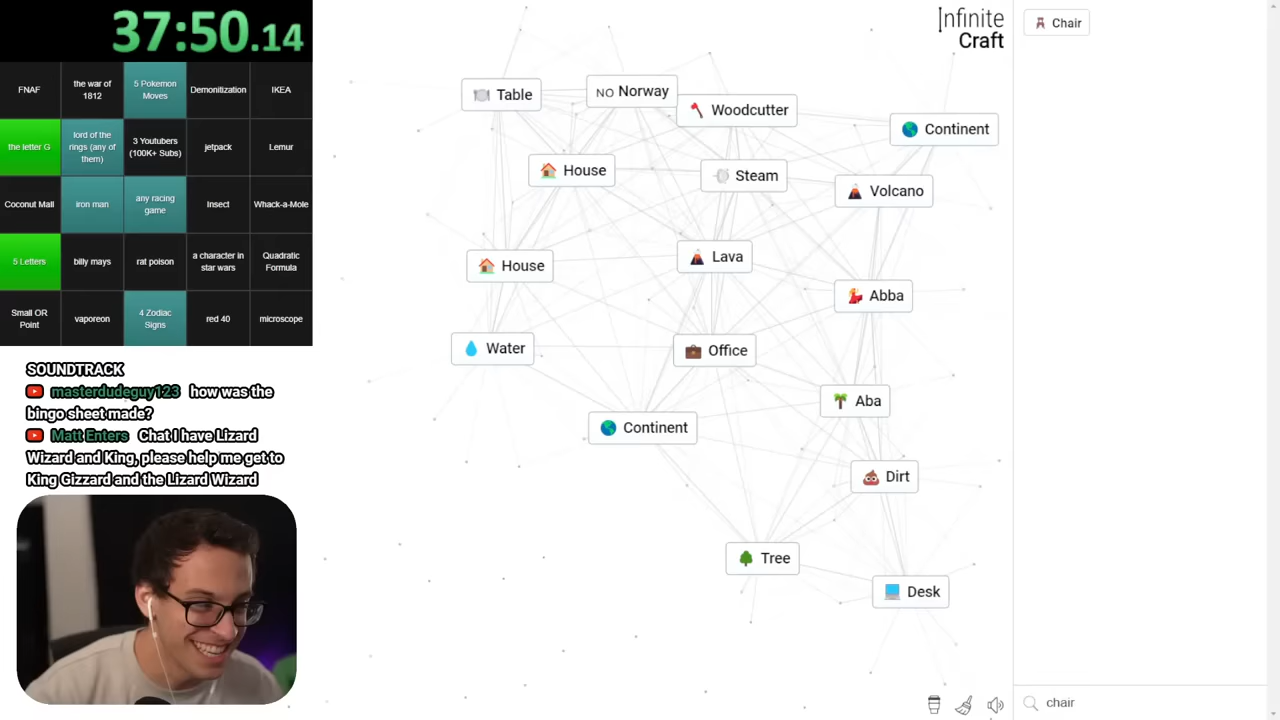 37:50.14
FNAF
the war of
1812
5 Pokemon
Moves
Demonitization
IKEA
the letter G
lord of the
rings (any of
them)
3 Youtubers
(100K+ Subs)
jetpack
Lemur
Coconut Mall
iron man
any racing
game
Insect
Whack-a-Mole
5 Letters
billy mays
rat poison
a character in
star wars
Quadratic
Formula
Small OR
Point
vaporeon
4 Zodiac
Signs
red 40
microscope
SOUNDTRACK
masterdudeguy123 how was the
bingo sheet made?
Matt Enters Chat I have Lizard
Wizard and King, please help me get to
King Gizzard and the Lizard Wizard
Infinite
Craft
Table
NO Norway
Woodcutter
Continent
House
Steam
Volcano
House
Lava
Abba
Water
Office
Aba
Continent
Dirt
Tree
Desk
Chair
chair